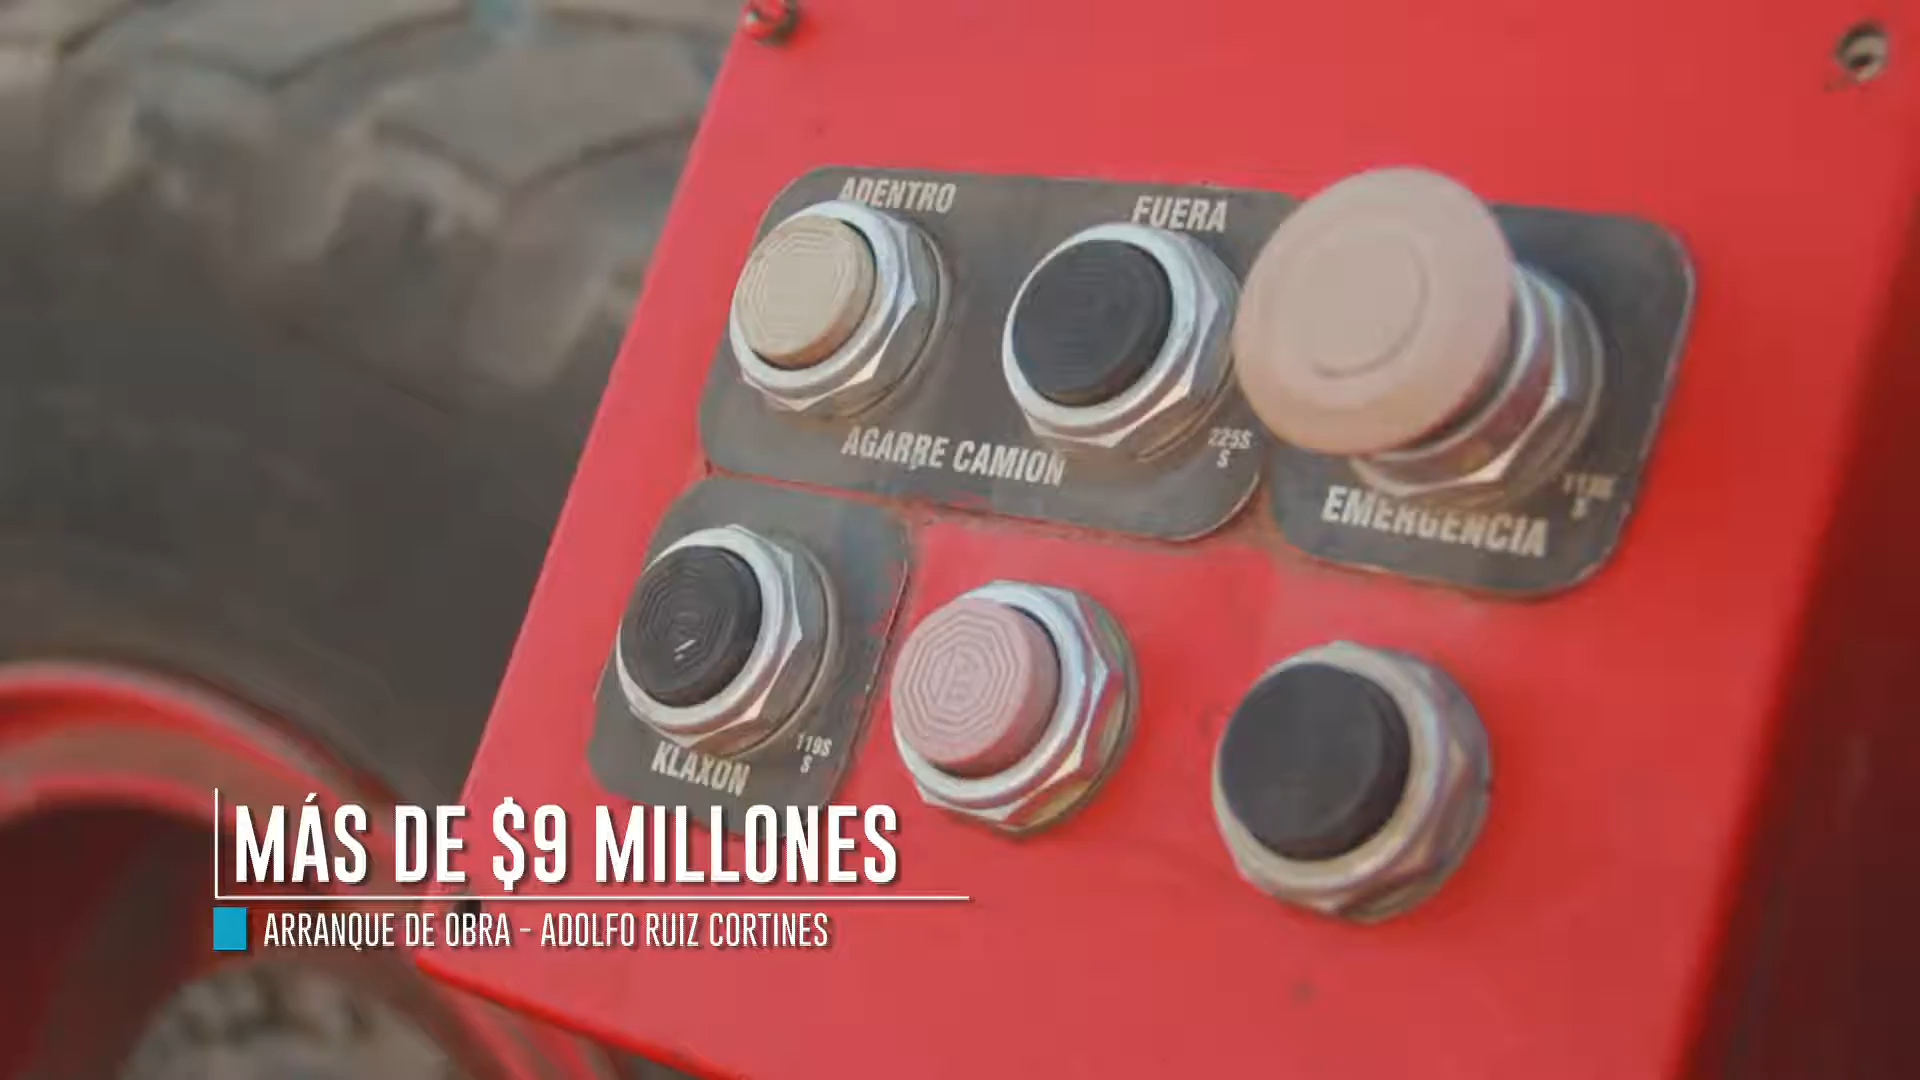 ADENTRO
FUERA
AGARRE CAMION
225S
S
EMERGENCIA
KLAXON
119S
S
MÁS DE $9 MILLONES
ARRANQUE DE OBRA - ADOLFO RUIZ CORTINES